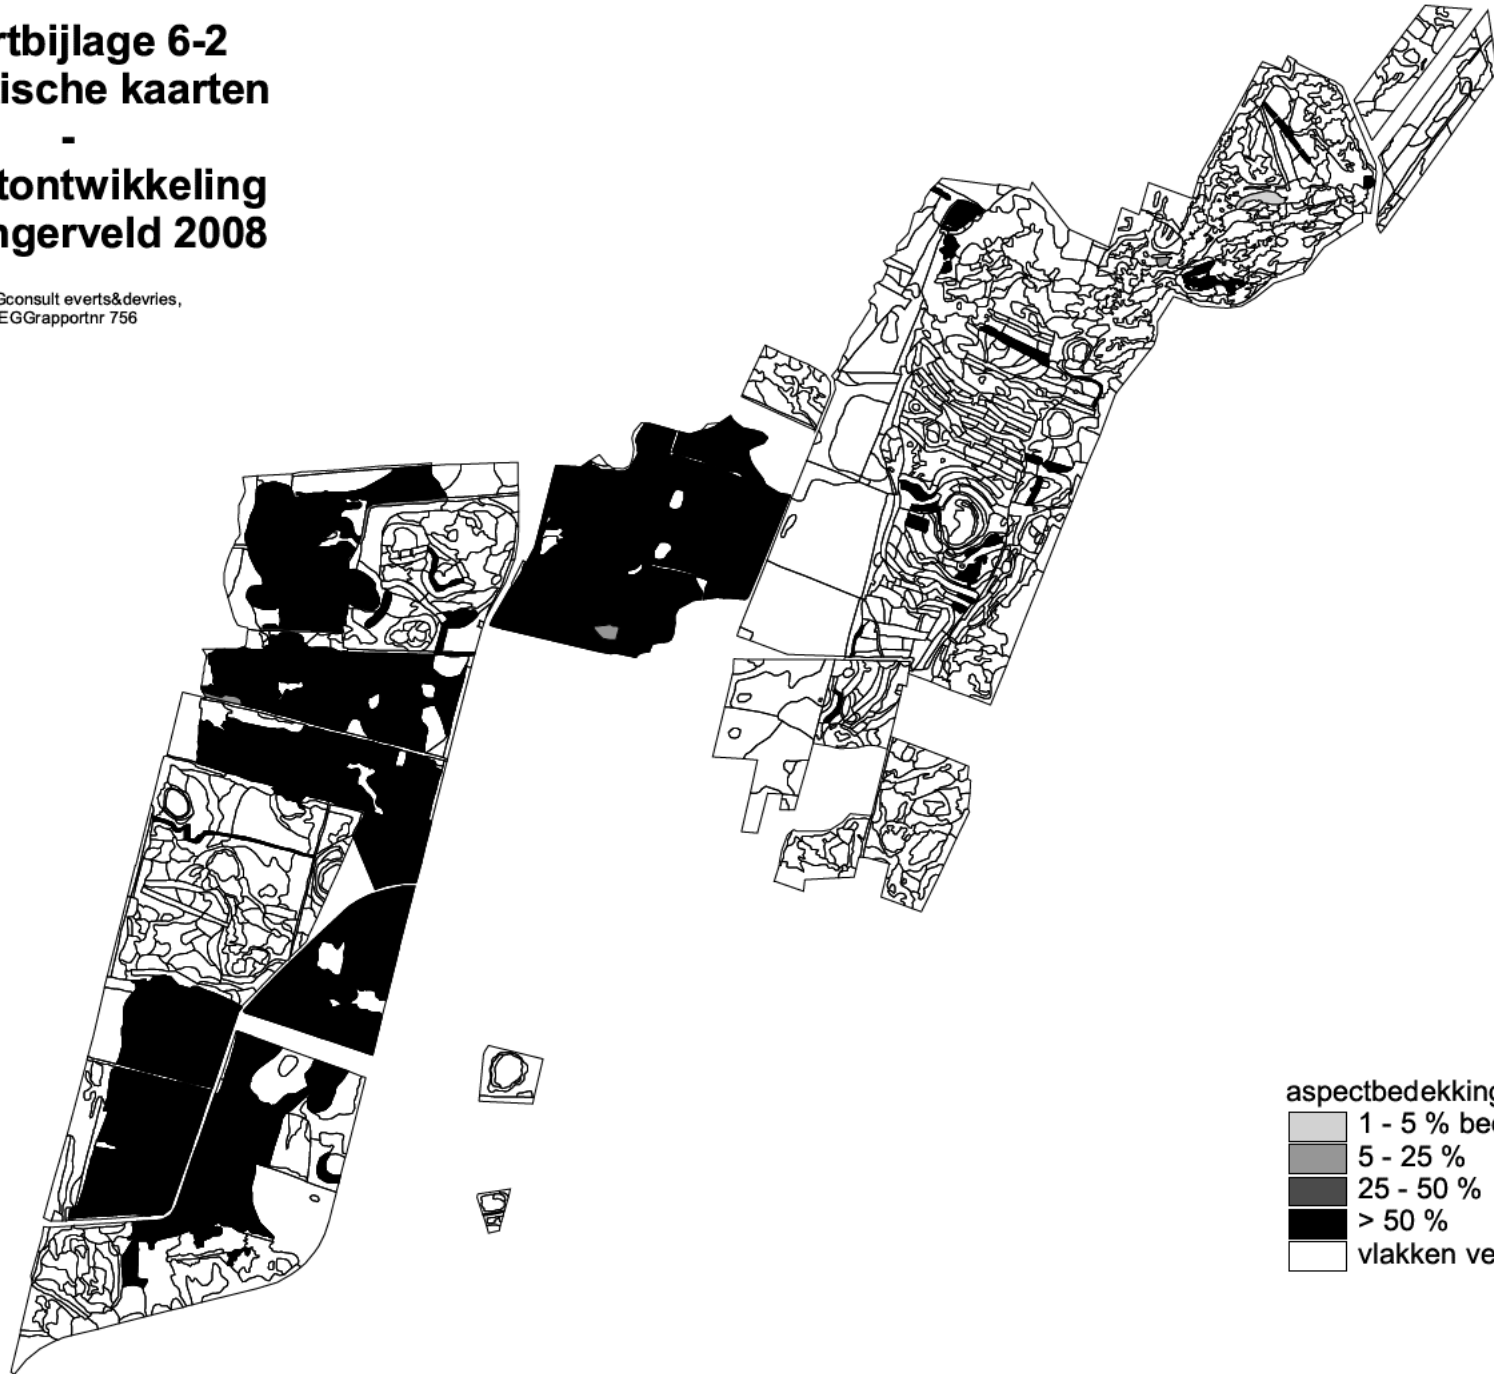 rtbijlage 6-2
ische kaarten
-
tontwikkeling
ngerveld 2008
Gconsult everts&devries,
EGGrapportnr 756
aspectbedekking
1 - 5 % bed
5 - 25 %
25 - 50 %
> 50 %
vlakken ve